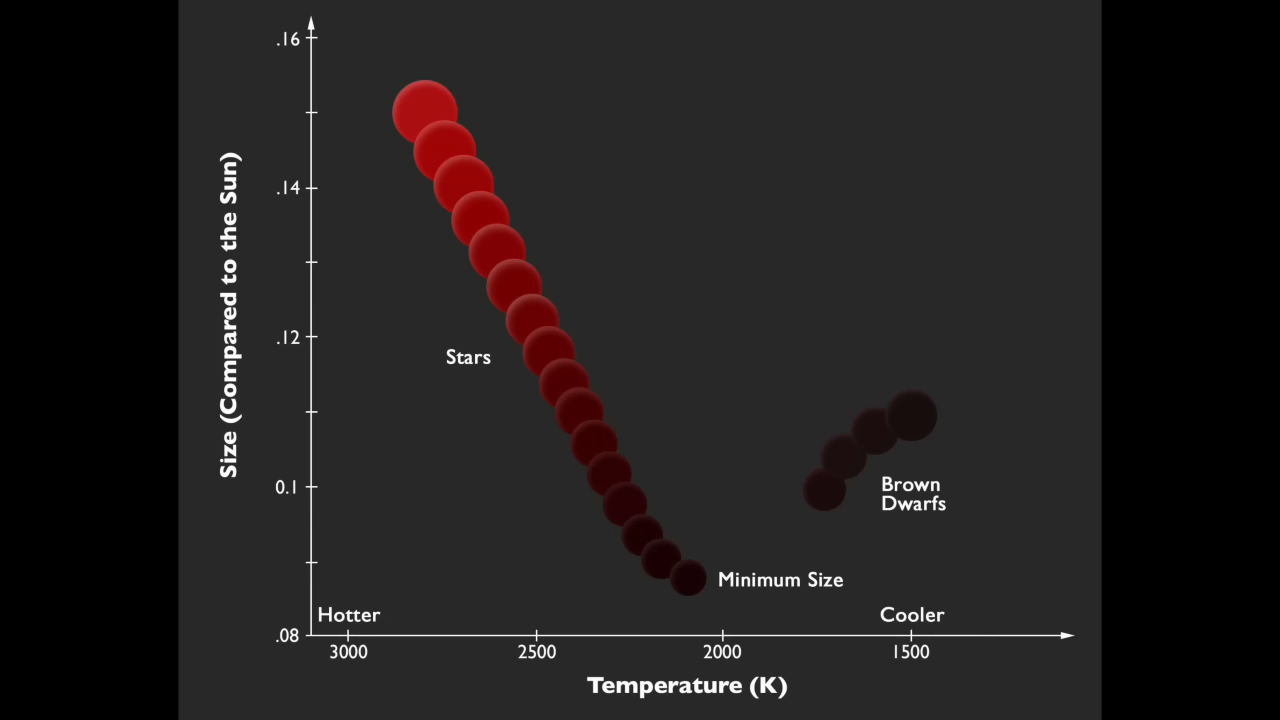 .16
.14
.12
0.1
.08
Size (Compared to the Sun)
Stars
Brown
Dwarfs
Minimum Size
Hotter
Cooler
3000
2500
2000
1500
Temperature (K)